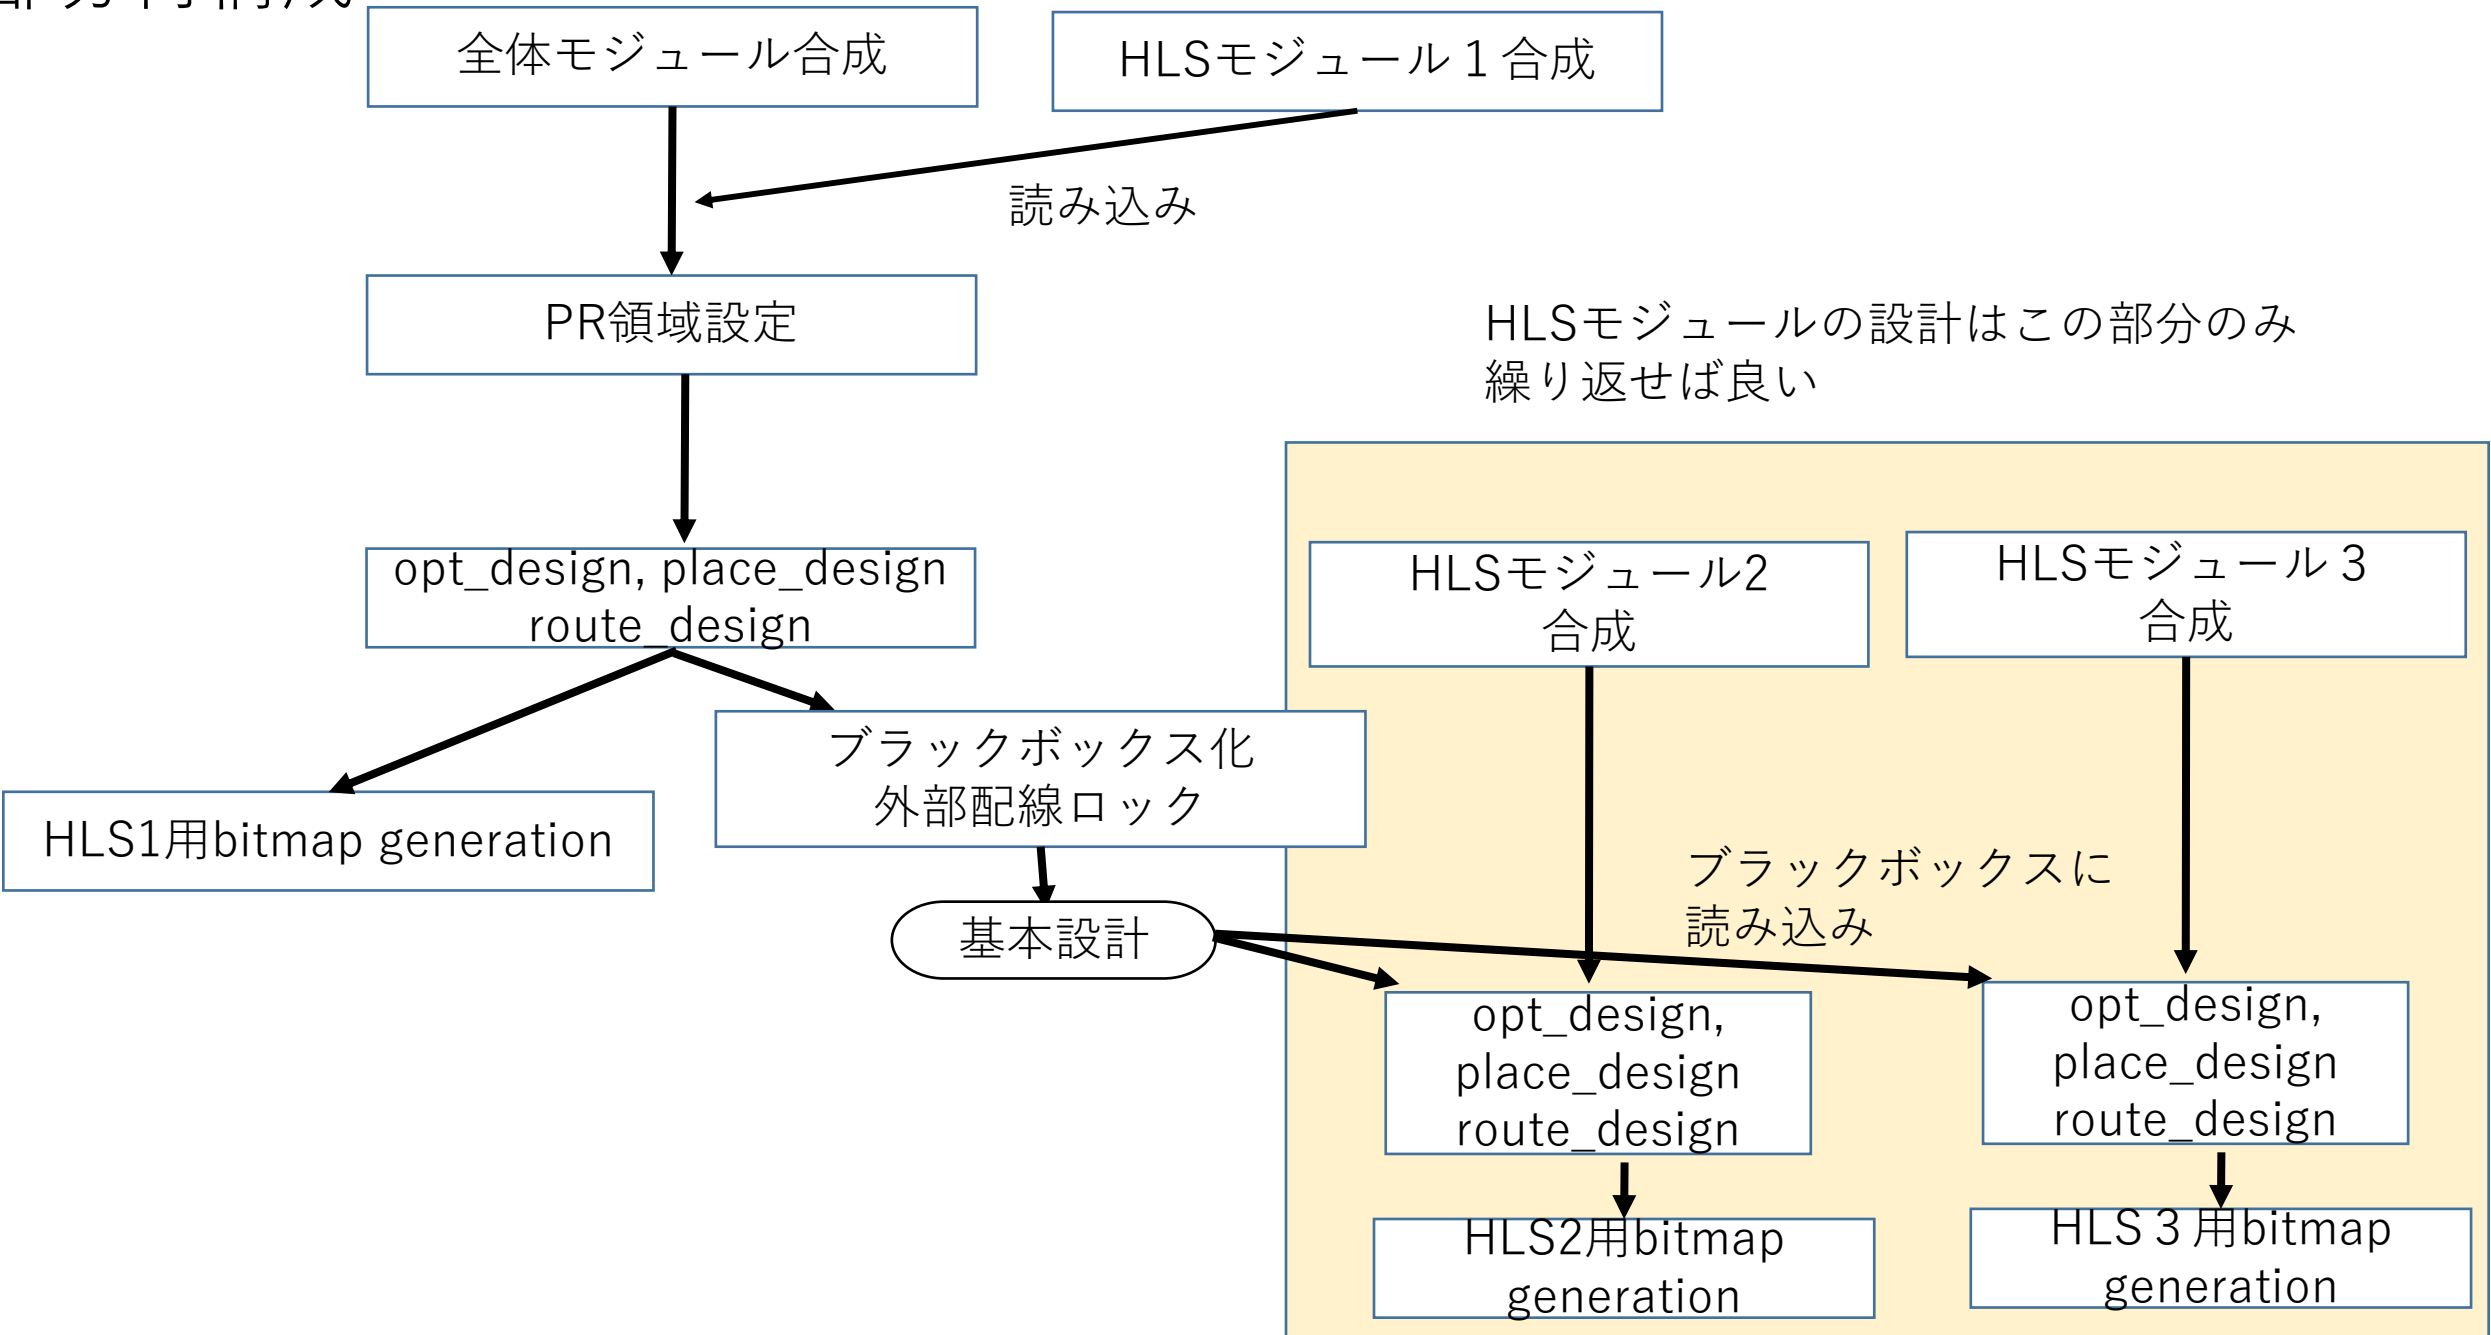 全体モジュール合成
HLSモジュール１合成
読み込み
PR領域設定
HLSモジュールの設計はこの部分のみ
繰り返せば良い
opt_design, place_design
route_design
HLSモジュール2
合成
HLSモジュール３
合成
ブラックボックス化
外部配線ロック
HLS1用bitmap generation
ブラックボックスに
読み込み
基本設計
opt_design,
place_design
route_design
opt_design,
place_design
route_design
HLS2用bitmap
generation
HLS３用bitmap
generation